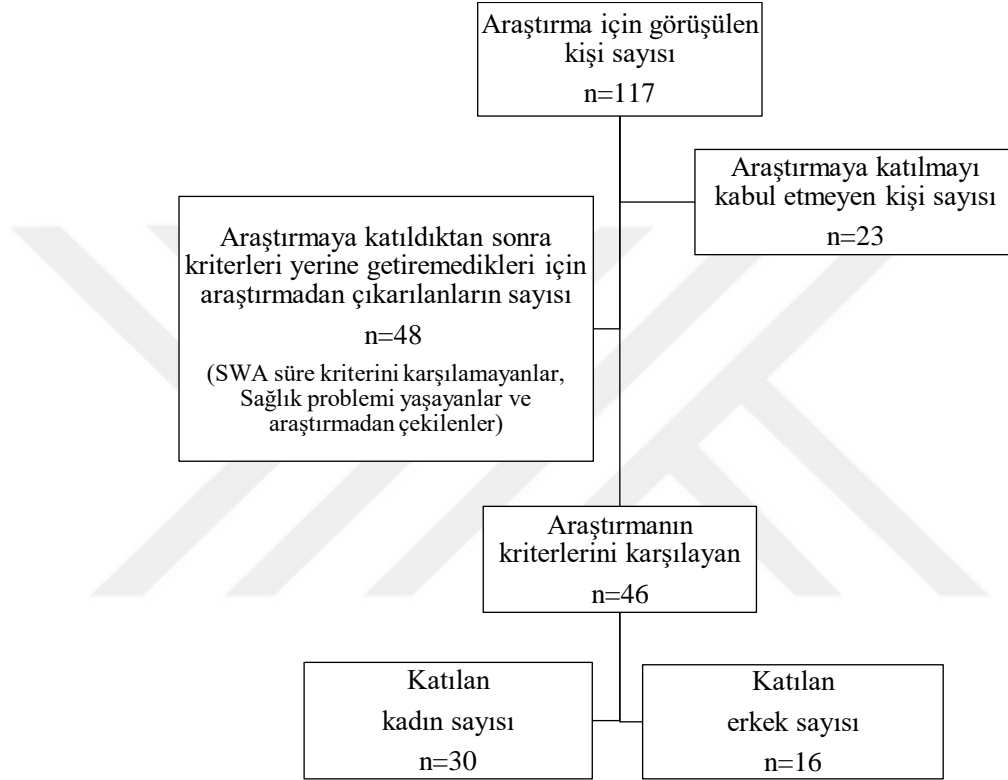 Araştırma için görüşülen
kişi sayısı
n=117
Araştırmaya katılmayı
kabul etmeyen kişi sayısı
n=23
Araştırmaya katıldıktan sonra
kriterleri yerine getiremedikleri için
araştırmadan çıkarılanların sayısı
n=48
(SWA süre kriterini karşılamayanlar,
Sağlık problemi yaşayanlar ve
araştırmadan çekilenler)
Araştırmanın
kriterlerini karşılayan
n=46
Katılan
kadın sayısı
n=30
Katılan
erkek sayısı
n=16